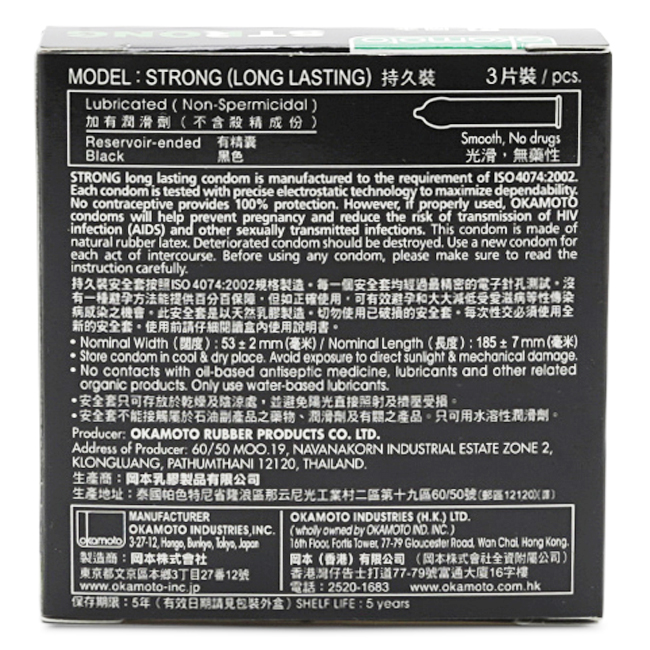 STRONG
Okamoto
MODEL : STRONG (LONG LASTING) 持久裝 3片裝 / pcs.
Lubricated ( Non-Spermicidal )
加有潤滑劑 ( 不含殺精成份 )
Reservoir-ended 有精囊
Black 黑色
Smooth, No drugs
光滑，無藥性
STRONG long lasting condom is manufactured to the requirement of ISO4074:2002.
Each condom is tested with precise electrostatic technology to maximize dependability.
No contraceptive provides 100% protection. However, if properly used, OKAMOTO
condoms will help prevent pregnancy and reduce the risk of transmission of HIV
infection (AIDS) and other sexually transmitted infections. This condom is made of
natural rubber latex. Deteriorated condom should be destroyed. Use a new condom for
each act of intercourse. Before using any condom, please make sure to read the
instruction carefully.
持久裝安全套按照ISO 4074:2002規格製造。每一個安全套均經過最精密的電子針孔測試。沒
有一種避孕方法能提供百分百保障，但如正確使用，可有效避孕和大大減低受愛滋病等性傳染
病感染之機會。此安全套是以天然乳膠製造。切勿使用已破損的安全套。每次性交必須使用全
新的安全套。使用前請仔細閱讀盒內使用說明書。
• Nominal Width (闊度) : 53 ± 2 mm (毫米) / Nominal Length (長度) : 185 ± 7 mm (毫米)
• Store condom in cool & dry place. Avoid exposure to direct sunlight & mechanical damage.
• No contacts with oil-based antiseptic medicine, lubricants and other related
organic products. Only use water-based lubricants.
• 安全套只可存放於乾燥及陰涼處，並避免陽光直接照射及擠壓受損。
• 安全套不能接觸屬於石油副產品之藥物、潤滑劑及有關之產品。只可用水溶性潤滑劑。
Producer: OKAMOTO RUBBER PRODUCTS CO. LTD.
Address of Producer: 60/50 MOO.19, NAVANAKORN INDUSTRIAL ESTATE ZONE 2,
KLONGLUANG, PATHUMTHANI 12120, THAILAND.
生產商：岡本乳膠製品有限公司
生產地址：泰國帕色特尼省隆浪區那云尼光工業村二區第十九區60/50號(郵區12120)(譯)
okamoto
MANUFACTURER
OKAMOTO INDUSTRIES,INC.
3-27-12, Hongo, Bunkyo, Tokyo, Japan
製造商：岡本株式會社
東京都文京區本鄉3丁目27番12號
www.okamoto-inc.jp
OKAMOTO INDUSTRIES (H.K.) LTD.
( wholly owned by OKAMOTO IND. INC. )
16th Floor, Fortis Tower, 77-79 Gloucester Road, Wan Chai, Hong Kong.
岡本 (香港) 有限公司 (岡本株式會社全資附屬公司)
香港灣仔告士打道77-79號富通大廈16字樓
電話：2520-1683 www.okamoto.com.hk
保存期限：5年 (有效日期請見包裝外盒) SHELF LIFE : 5 years